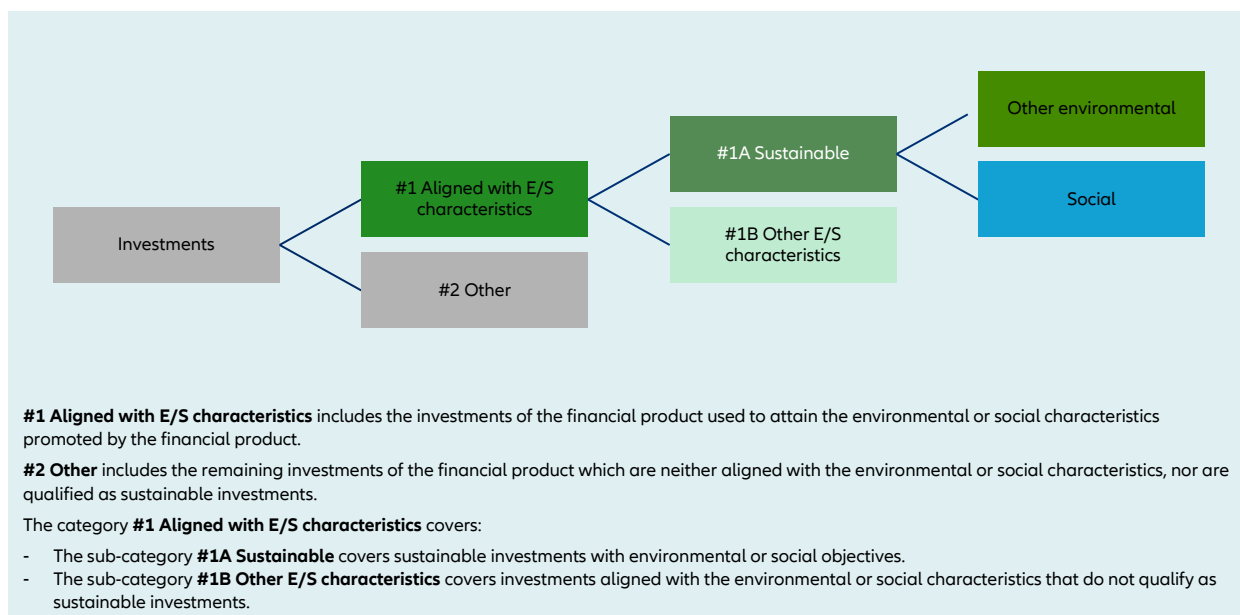 Other environmental
#1A Sustainable
#1 Aligned with E/S
characteristics
Social
Investments
#1B Other E/S
characteristics
#2 Other
#1 Aligned with E/S characteristics includes the investments of the financial product used to attain the environmental or social characteristics
promoted by the financial product.
#2 Other includes the remaining investments of the financial product which are neither aligned with the environmental or social characteristics, nor are
qualified as sustainable investments.
The category #1 Aligned with E/S characteristics covers:
- The sub-category #1A Sustainable covers sustainable investments with environmental or social objectives.
- The sub-category #1B Other E/S characteristics covers investments aligned with the environmental or social characteristics that do not qualify as
sustainable investments.